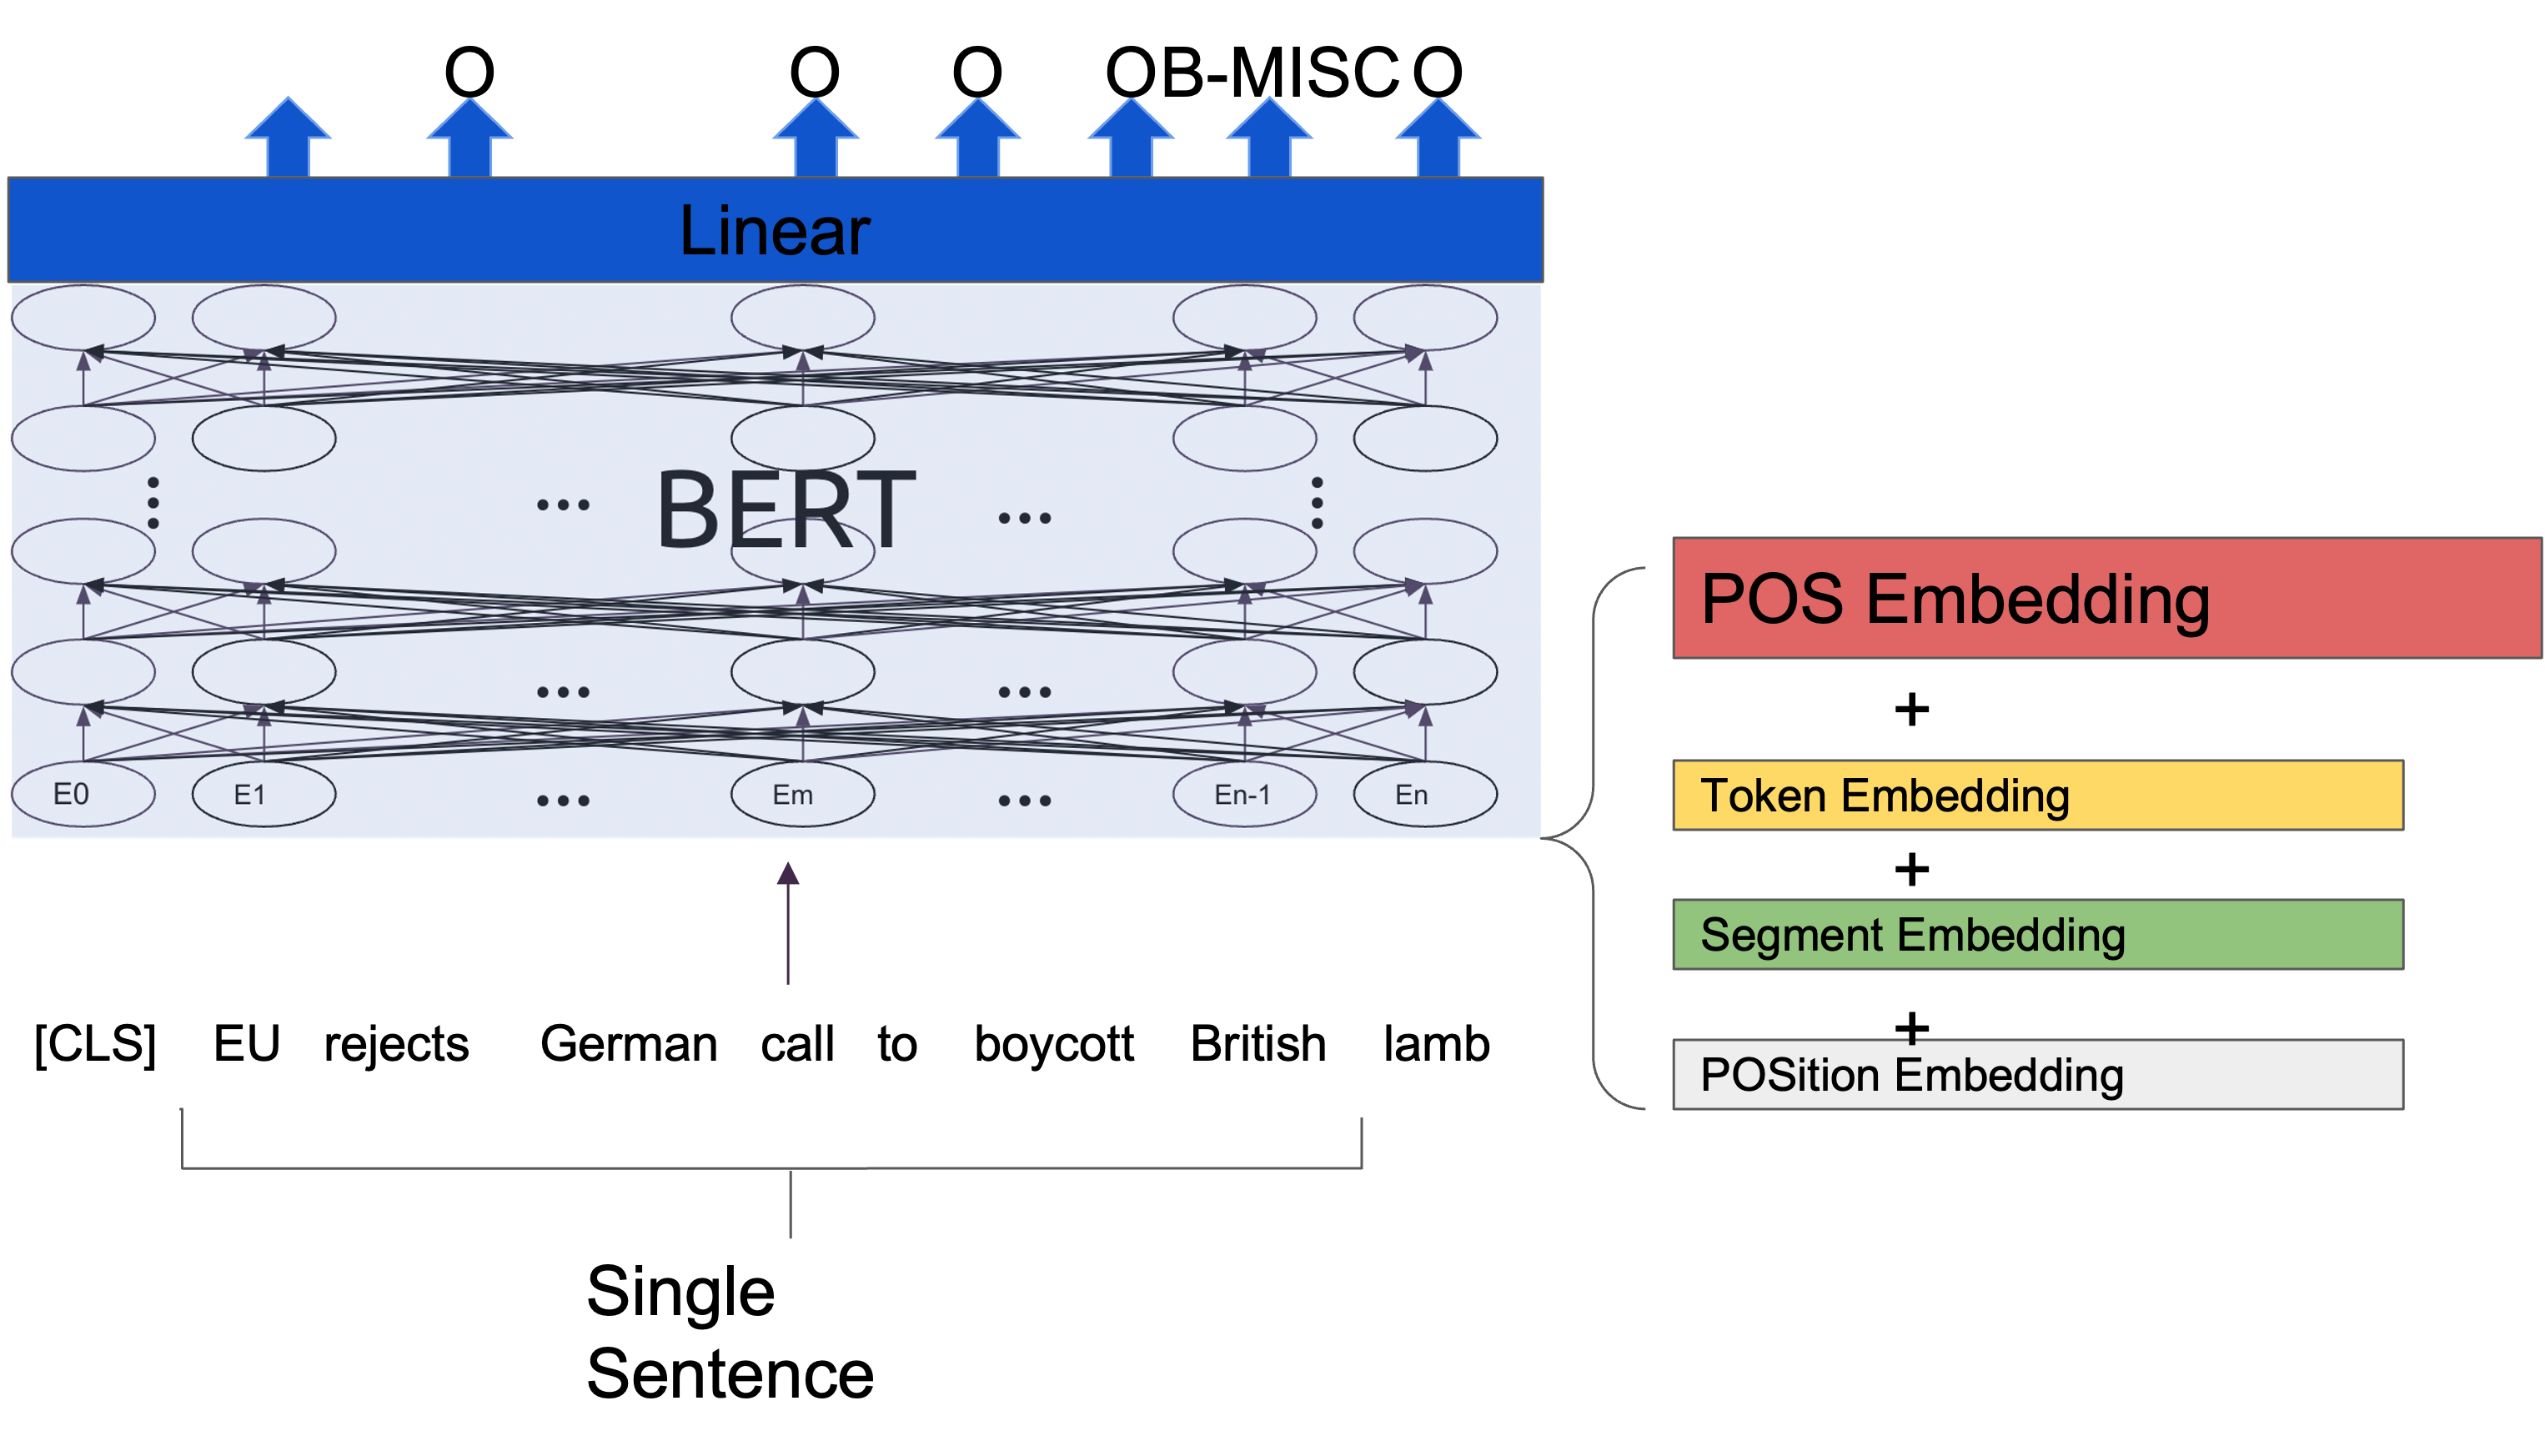 O O O O B-MISC O
Linear
BERT
E0 E1 ... Em ... En-1 En
POS Embedding
+
Token Embedding
+
Segment Embedding
+
POSition Embedding
[CLS] EU rejects German call to boycott British lamb
Single
Sentence